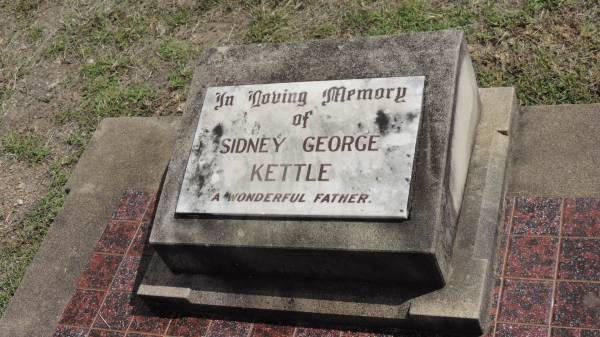 In Loving Memory
of
SIDNEY GEORGE
KETTLE
A WONDERFUL FATHER.